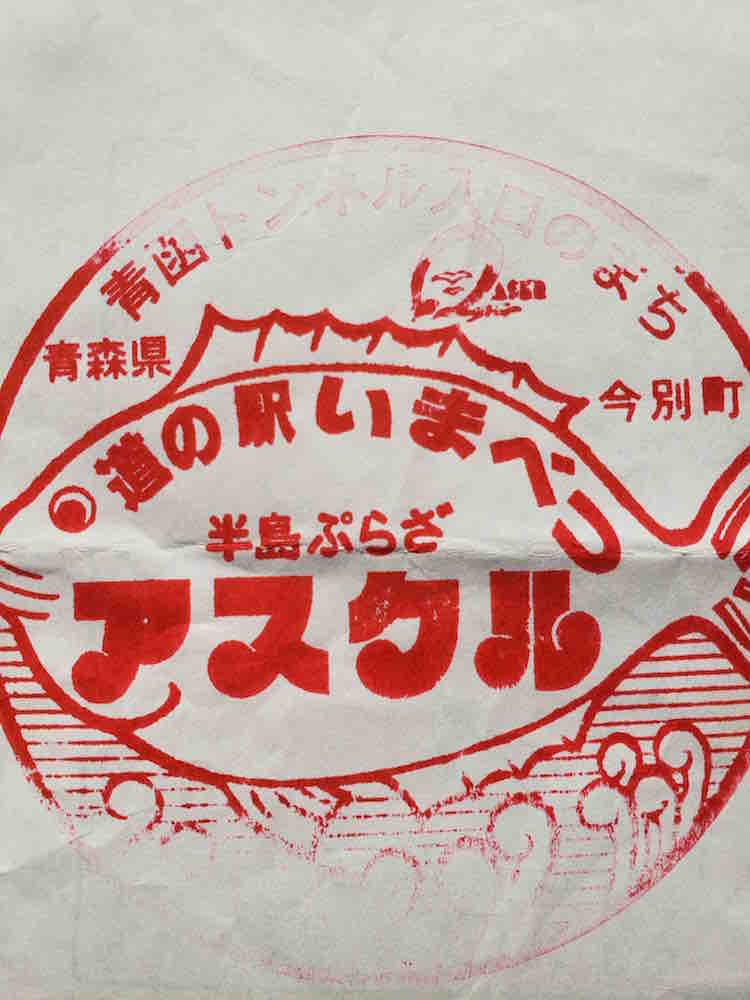 青函トンネル入口のまち
青森県
今別町
道の駅いまべつ
半島ぷらざ
アスクル